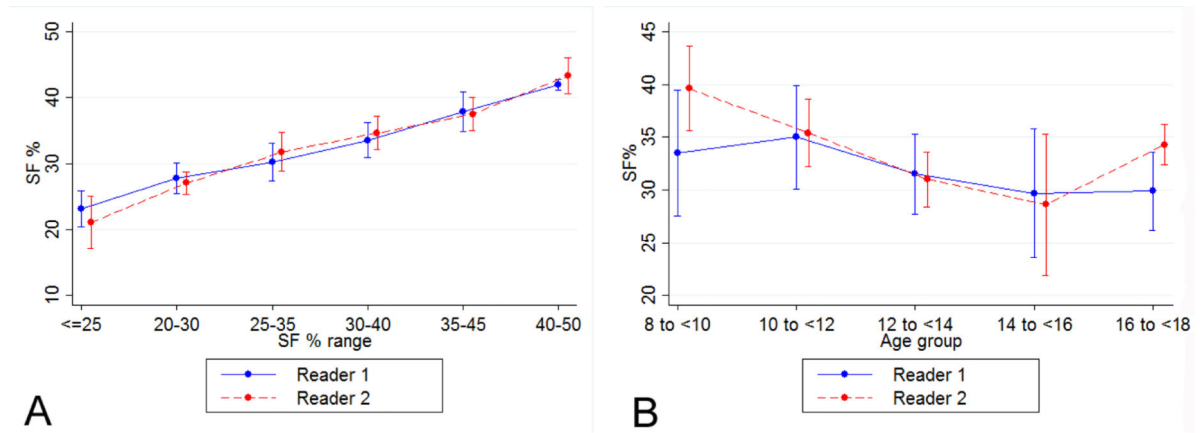 50
40
30
20
10
SF %
<=25 20-30 25-35 30-40 35-45 40-50
SF % range
Reader 1
Reader 2
A
45
40
35
30
25
20
SF%
8 to <10 10 to <12 12 to <14 14 to <16 16 to <18
Age group
Reader 1
Reader 2
B